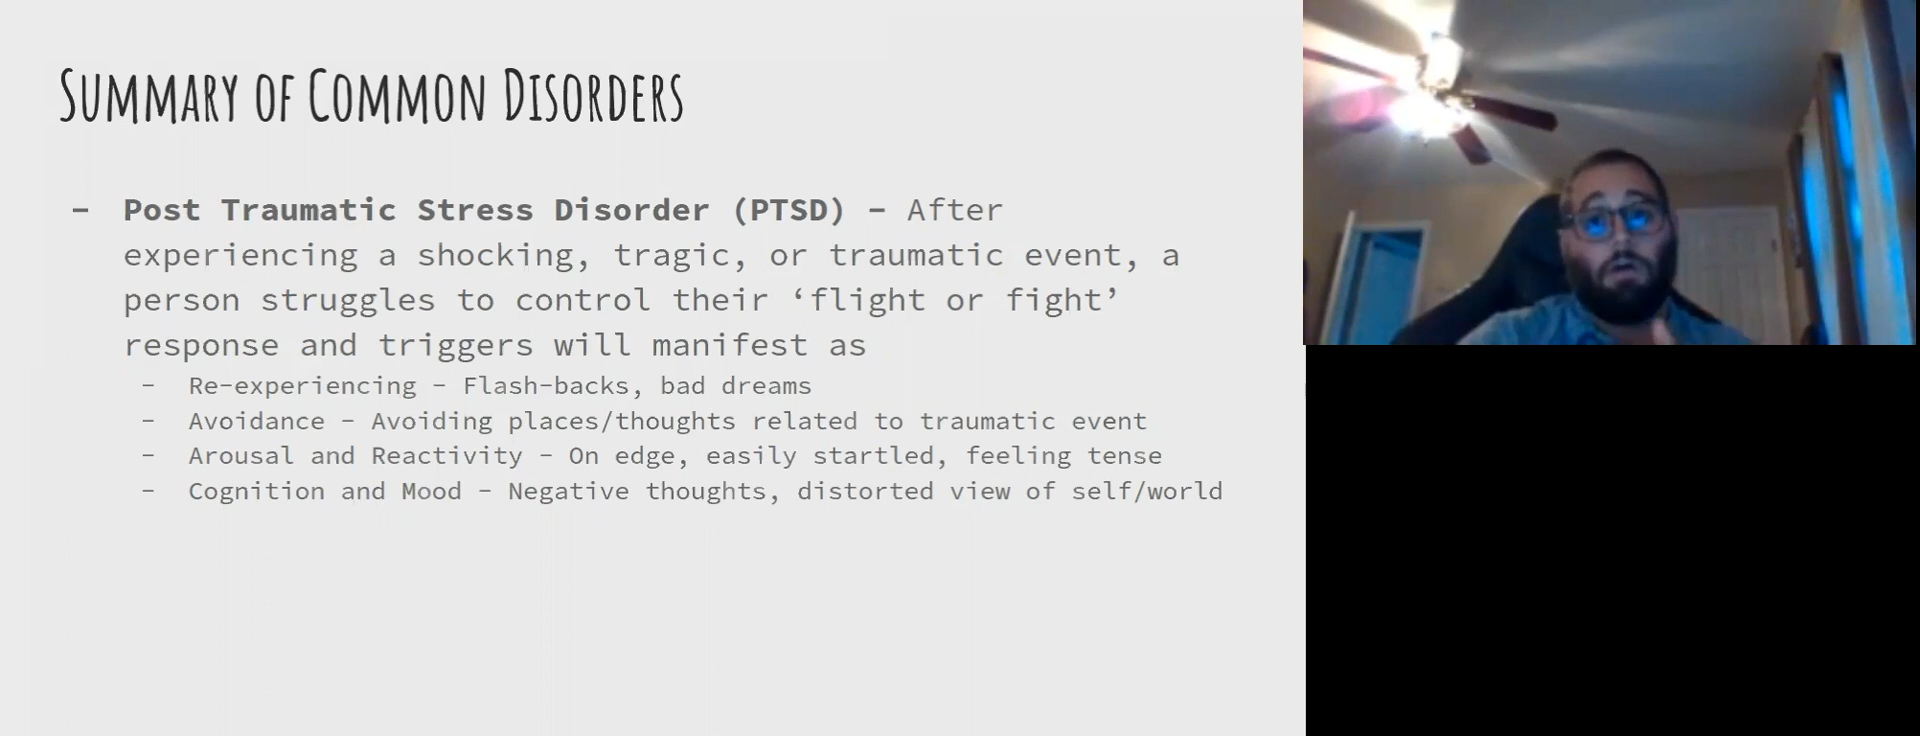 Summary of Common Disorders
- Post Traumatic Stress Disorder (PTSD) - After
experiencing a shocking, tragic, or traumatic event, a
person struggles to control their ‘flight or fight’
response and triggers will manifest as
- Re-experiencing - Flash-backs, bad dreams
- Avoidance - Avoiding places/thoughts related to traumatic event
- Arousal and Reactivity - On edge, easily startled, feeling tense
- Cognition and Mood - Negative thoughts, distorted view of self/world